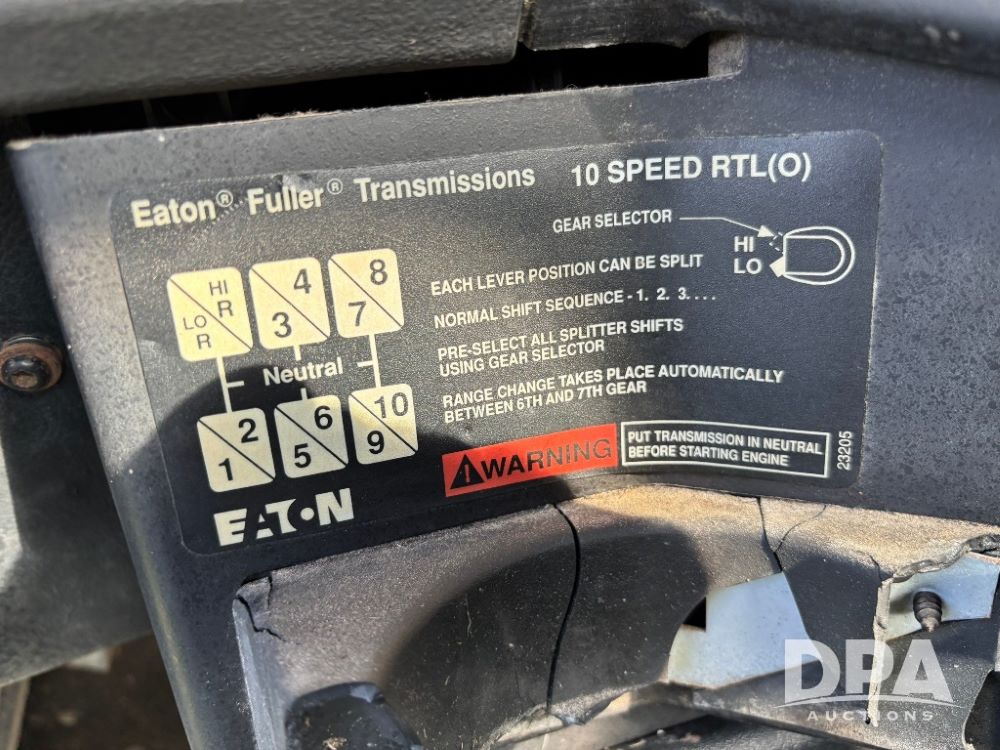 Eaton® Fuller® Transmissions 10 SPEED RTL(O)
GEAR SELECTOR
HI
LO
HI
R
LO
R
4
3
8
7
Neutral
2
1
6
5
10
9
EACH LEVER POSITION CAN BE SPLIT
NORMAL SHIFT SEQUENCE - 1. 2. 3. . . .
PRE-SELECT ALL SPLITTER SHIFTS
USING GEAR SELECTOR
RANGE CHANGE TAKES PLACE AUTOMATICALLY
BETWEEN 6TH AND 7TH GEAR
WARNING
PUT TRANSMISSION IN NEUTRAL
BEFORE STARTING ENGINE
23205
EATON
DPA
AUCTIONS